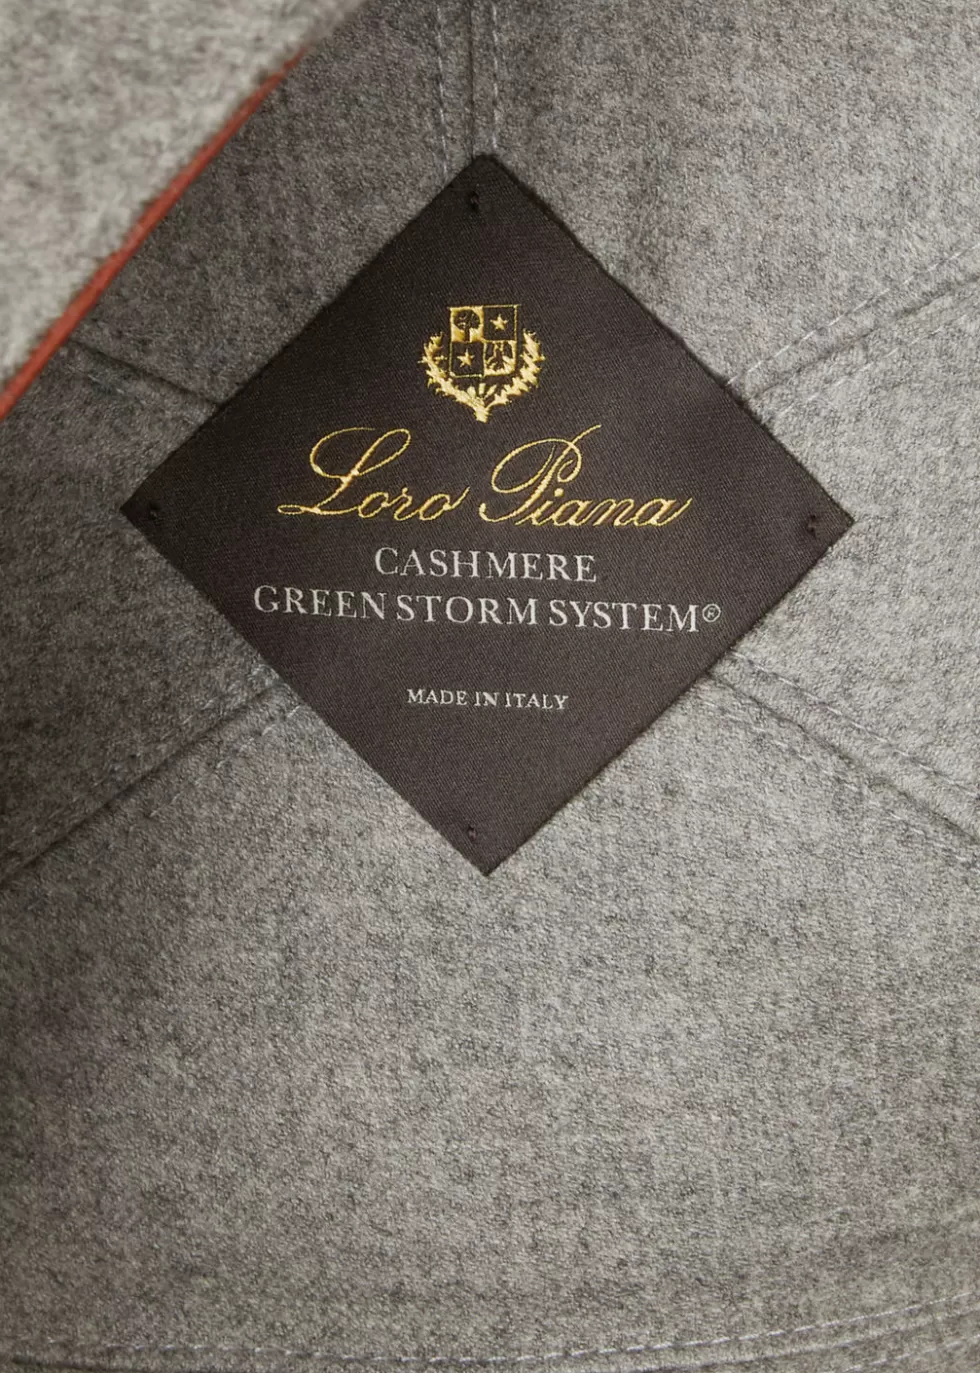 Loro Piana
CASHMERE
GREEN STORM SYSTEM®
MADE IN ITALY